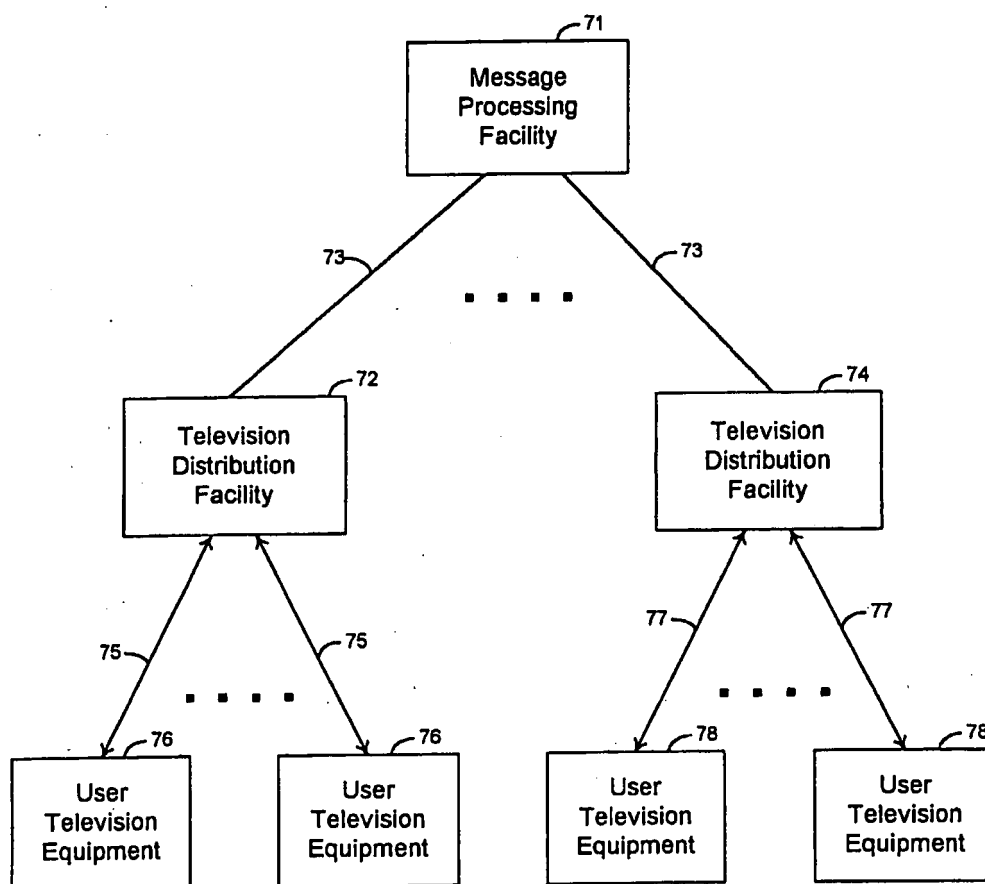 71
Message
Processing
Facility
73
73
72
74
Television
Distribution
Facility
Television
Distribution
Facility
75
75
77
77
76
76
78
78
User
Television
Equipment
User
Television
Equipment
User
Television
Equipment
User
Television
Equipment